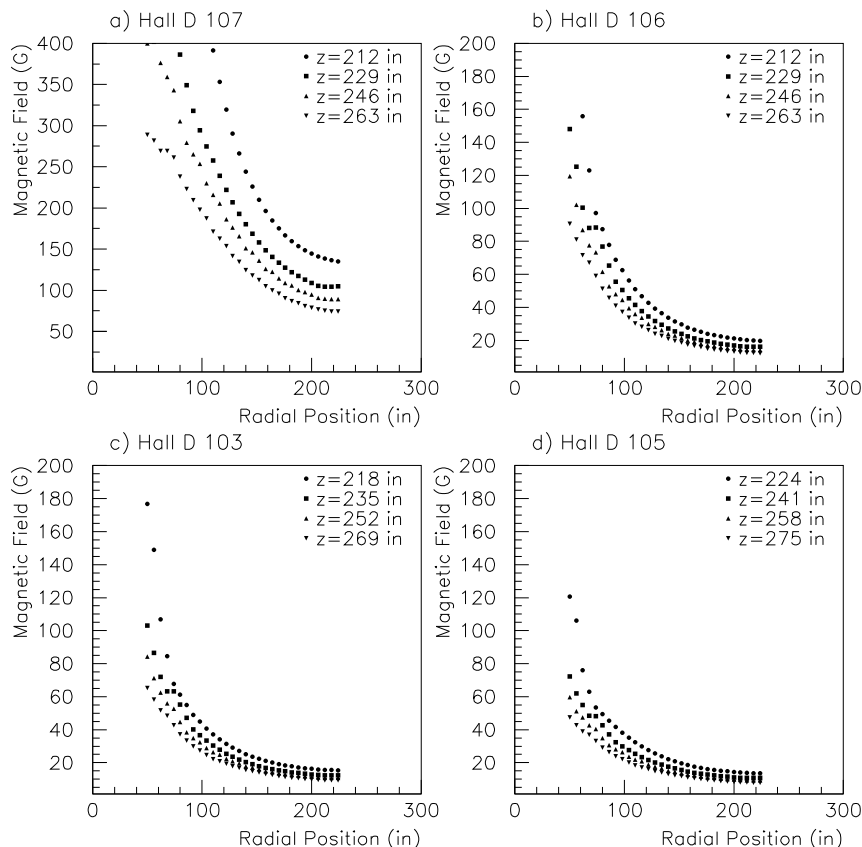 a) Hall D 107
Magnetic Field (G)
400
350
300
250
200
150
100
50
z=212 in
z=229 in
z=246 in
z=263 in
0
100
200
300
Radial Position (in)
b) Hall D 106
Magnetic Field (G)
200
180
160
140
120
100
80
60
40
20
z=212 in
z=229 in
z=246 in
z=263 in
0
100
200
300
Radial Position (in)
c) Hall D 103
Magnetic Field (G)
200
180
160
140
120
100
80
60
40
20
z=218 in
z=235 in
z=252 in
z=269 in
0
100
200
300
Radial Position (in)
d) Hall D 105
Magnetic Field (G)
200
180
160
140
120
100
80
60
40
20
z=224 in
z=241 in
z=258 in
z=275 in
0
100
200
300
Radial Position (in)